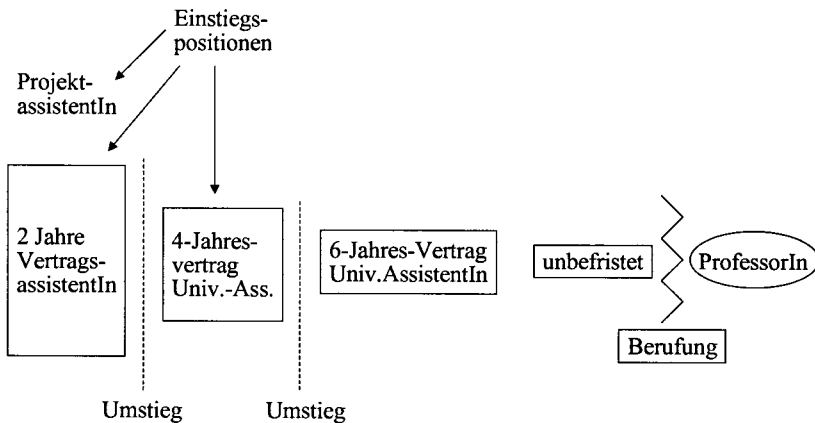 Einstiegs-
positionen
Projekt-
assistentIn
2 Jahre
Vertrags-
assistentIn
4-Jahres-
vertrag
Univ.-Ass.
6-Jahres-Vertrag
Univ.AssistentIn
unbefristet
ProfessorIn
Berufung
Umstieg
Umstieg